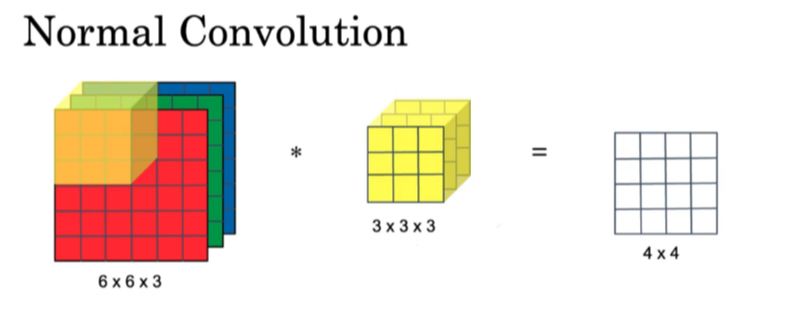 Normal Convolution
*
=
3 x 3 x 3
4 x 4
6 x 6 x 3